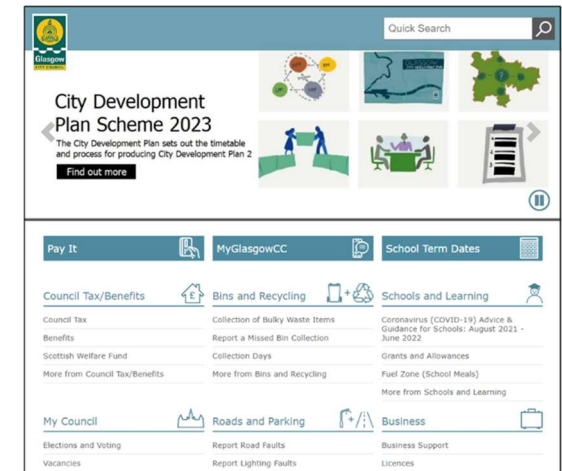 Quick Search
Glasgow
CITY COUNCIL
City Development
Plan Scheme 2023
The City Development Plan sets out the timetable
and process for producing City Development Plan 2
Find out more
Pay It
MyGlasgowCC
School Term Dates
Council Tax/Benefits
Council Tax
Benefits
Scottish Welfare Fund
More from Council Tax/Benefits
Bins and Recycling
Collection of Bulky Waste Items
Report a Missed Bin Collection
Collection Days
More from Bins and Recycling
Schools and Learning
Coronavirus (COVID-19) Advice &
Guidance for Schools: August 2021 -
June 2022
Grants and Allowances
Fuel Zone (School Meals)
More from Schools and Learning
My Council
Elections and Voting
Vacancies
Roads and Parking
Report Road Faults
Report Lighting Faults
Business
Business Support
Licences